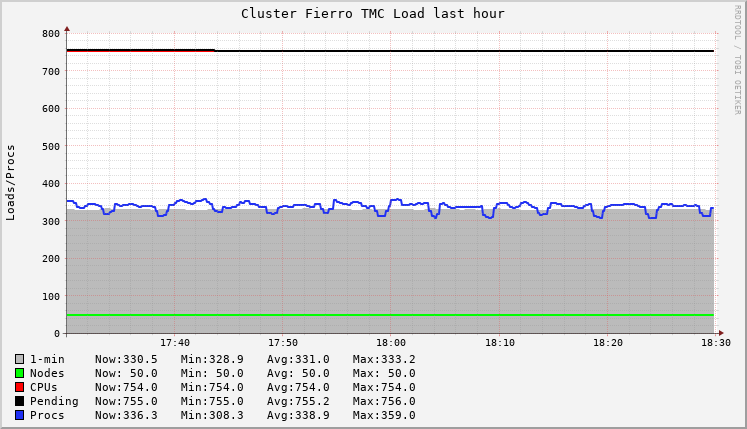 Cluster Fierro TMC Load last hour
RRDTOOL / TOBI OETIKER
Loads/Procs
800
700
600
500
400
300
200
100
0
17:40 17:50 18:00 18:10 18:20 18:30
1-min Now:330.5 Min:328.9 Avg:331.0 Max:333.2
Nodes Now: 50.0 Min: 50.0 Avg: 50.0 Max: 50.0
CPUs Now:754.0 Min:754.0 Avg:754.0 Max:754.0
Pending Now:755.0 Min:755.0 Avg:755.2 Max:756.0
Procs Now:336.3 Min:308.3 Avg:338.9 Max:359.0